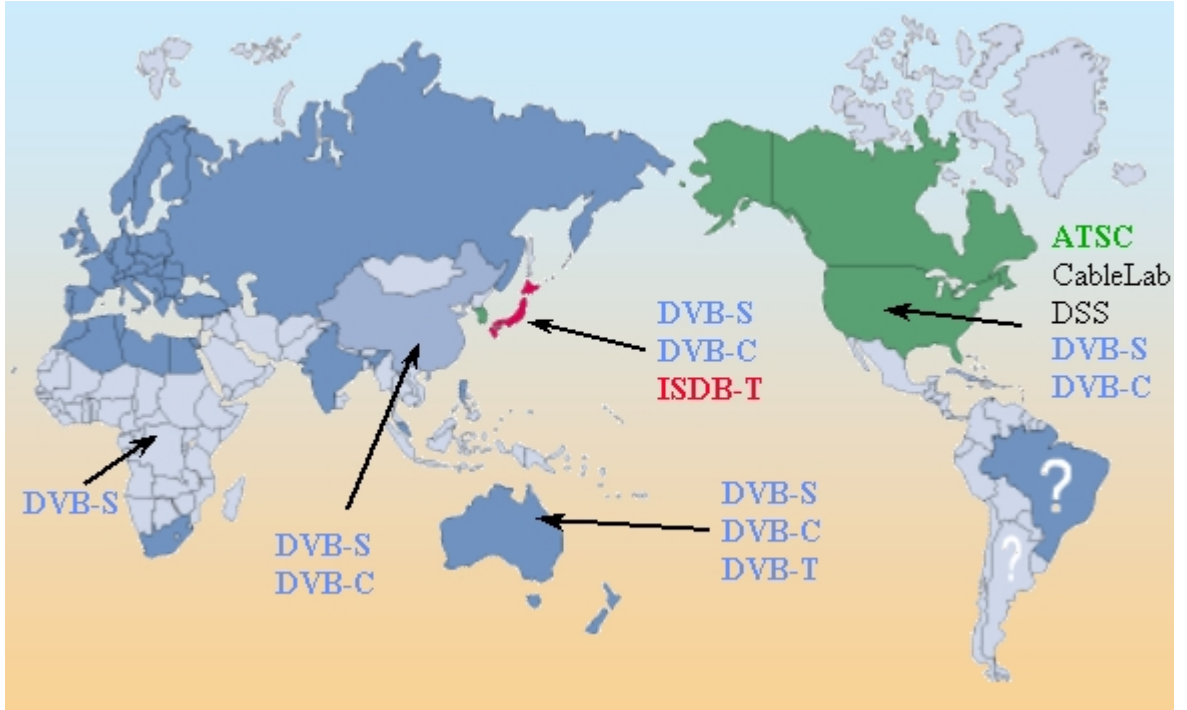 ATSC
CableLab
DSS
DVB-S
DVB-C
DVB-S
DVB-C
ISDB-T
DVB-S
DVB-S
DVB-C
DVB-S
DVB-C
DVB-T
?
?